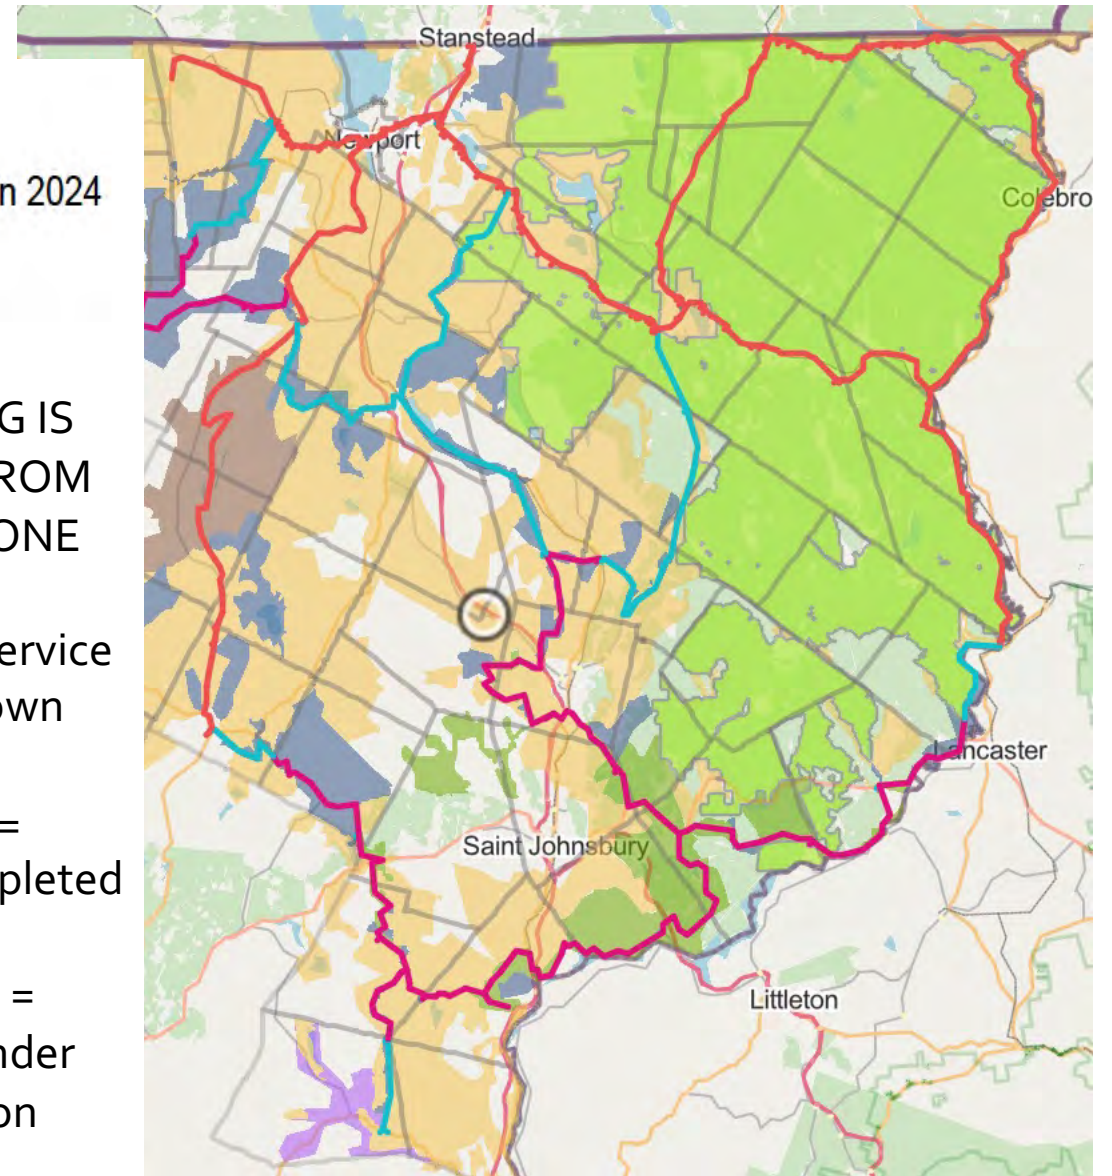 Stanstead
Newport
n 2024
Colebro
G IS
ROM
ONE
ervice
own
Lancaster
=
Saint Johnsbury
pleted
=
Littleton
nder
on